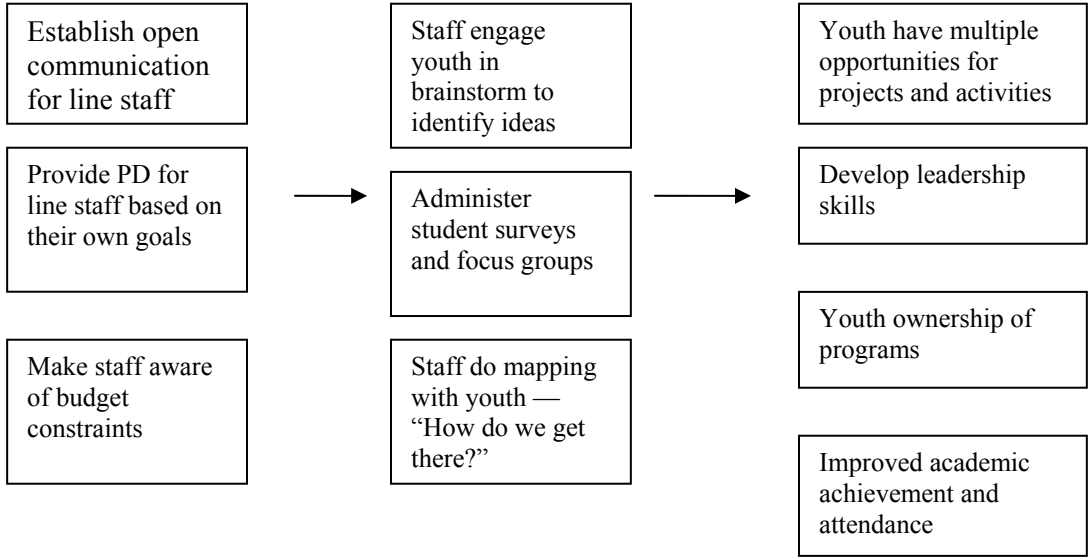 Establish open
communication
for line staff
Provide PD for
line staff based on
their own goals
Make staff aware
of budget
constraints
Staff engage
youth in
brainstorm to
identify ideas
Administer
student surveys
and focus groups
Staff do mapping
with youth —
“How do we get
there?”
Youth have multiple
opportunities for
projects and activities
Develop leadership
skills
Youth ownership of
programs
Improved academic
achievement and
attendance